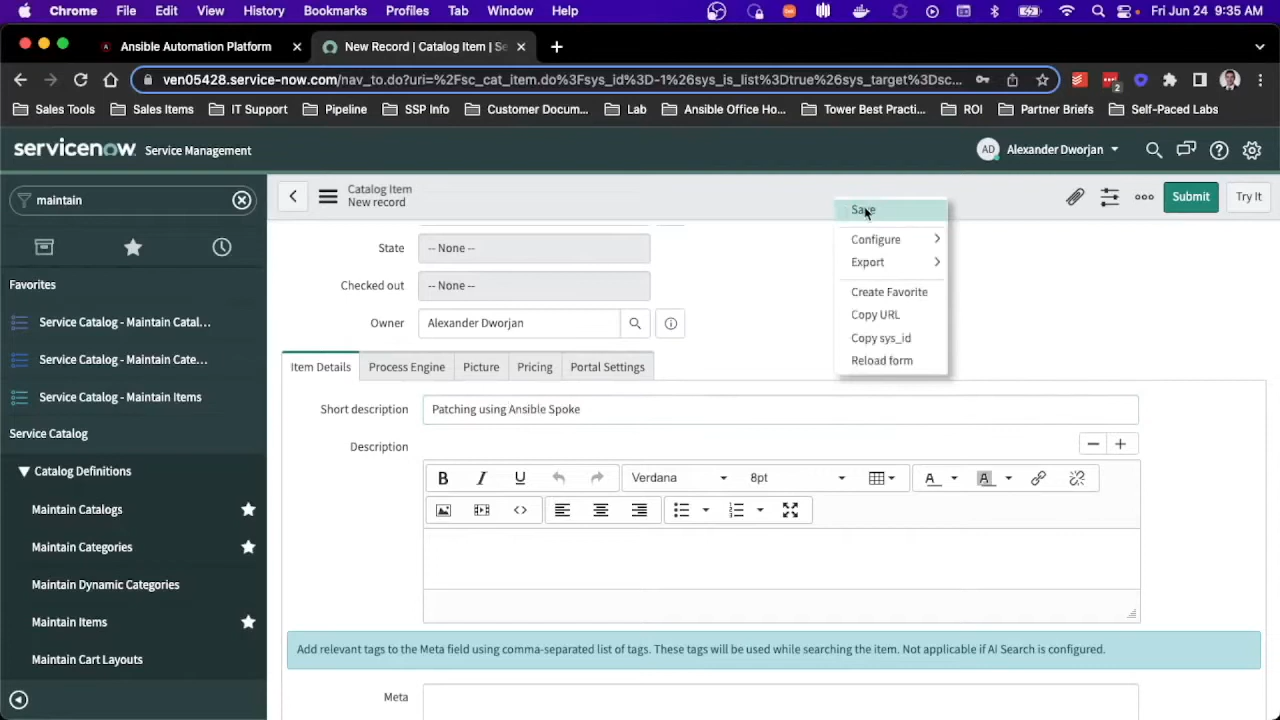 Chrome File Edit View History Bookmarks Profiles Tab Window Help Fri Jun 24 9:35 AM
Ansible Automation Platform
New Record | Catalog Item | Se
ven05428.service-now.com/nav_to.do?uri=%2Fsc_cat_item.do%3Fsys_id%3D-1%26sys_is_list%3Dtrue%26sys_target%3Dsc...
2
Sales Tools Sales Items IT Support Pipeline SSP Info Customer Docum... Lab Ansible Office Ho... Tower Best Practi... ROI Partner Briefs Self-Paced Labs
servicenow Service Management
AD Alexander Dworjan
maintain
Catalog Item
New record
Submit
Try It
Save
Configure
Export
Create Favorite
Copy URL
Copy sys_id
Reload form
Favorites
Service Catalog - Maintain Catal...
Service Catalog - Maintain Cate...
Service Catalog - Maintain Items
Service Catalog
Catalog Definitions
Maintain Catalogs
Maintain Categories
Maintain Dynamic Categories
Maintain Items
Maintain Cart Layouts
State -- None --
Checked out -- None --
Owner Alexander Dworjan
Item Details Process Engine Picture Pricing Portal Settings
Short description Patching using Ansible Spoke
Description
B I U Verdana 8pt A A
Add relevant tags to the Meta field using comma-separated list of tags. These tags will be used while searching the item. Not applicable if AI Search is configured.
Meta